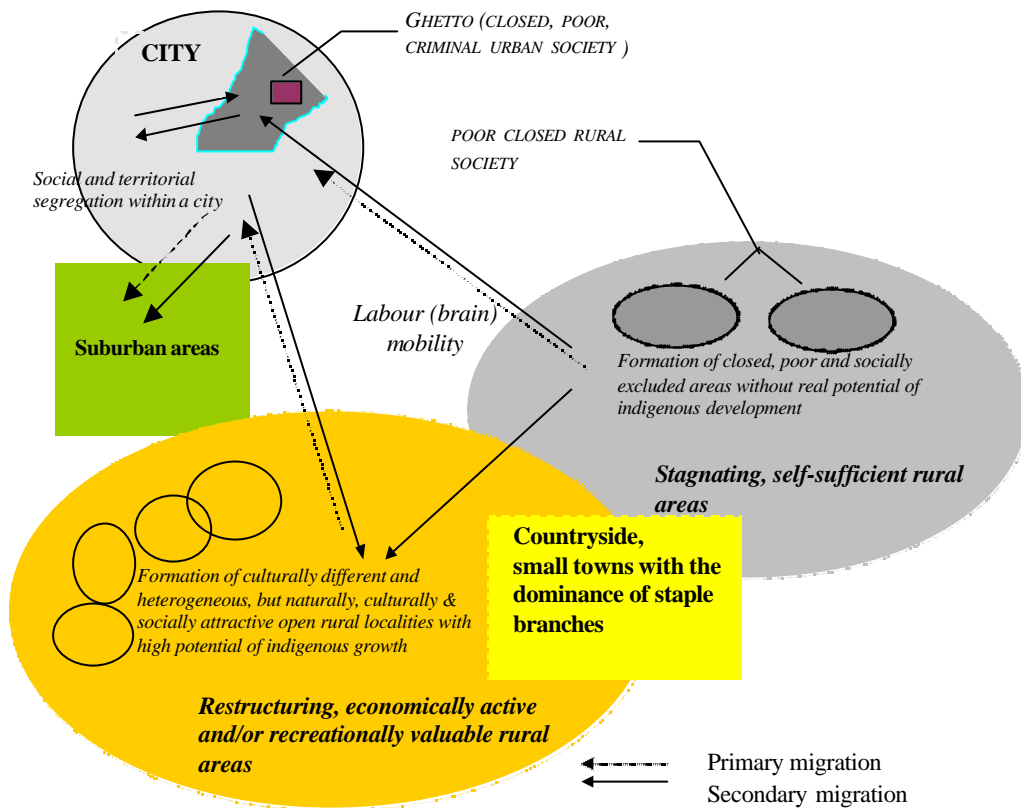 GHETTO (CLOSED, POOR,
CRIMINAL URBAN SOCIETY )
CITY
POOR CLOSED RURAL
SOCIETY
Social and territorial
segregation within a city
Labour (brain)
mobility
Suburban areas
Formation of closed, poor and socially
excluded areas without real potential of
indigenous development
Stagnating, self-sufficient rural
areas
Countryside,
small towns with the
dominance of staple
branches
Formation of culturally different and
heterogeneous, but naturally, culturally &
socially attractive open rural localities with
high potential of indigenous growth
Restructuring, economically active
and/or recreationally valuable rural
areas
Primary migration
Secondary migration